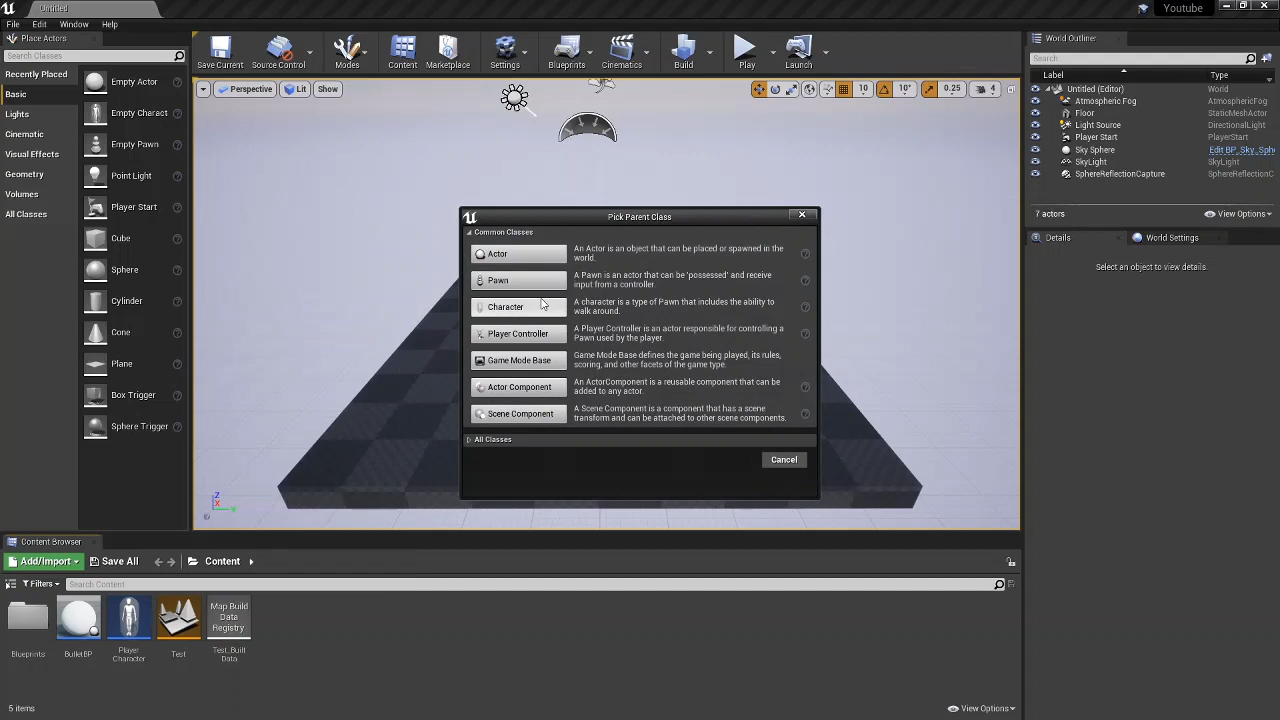 Untitled
Youtube
File
Edit
Window
Help
Place Actors
Search Classes
Recently Placed
Basic
Lights
Cinematic
Visual Effects
Geometry
Volumes
All Classes
Empty Actor
Empty Charact
Empty Pawn
Point Light
Player Start
Cube
Sphere
Cylinder
Cone
Plane
Box Trigger
Sphere Trigger
Save Current
Source Control
Modes
Content
Marketplace
Settings
Blueprints
Cinematics
Build
Play
Launch
Perspective
Lit
Show
10
10°
0.25
4
Pick Parent Class
Common Classes
Actor
An Actor is an object that can be placed or spawned in the
world.
Pawn
A Pawn is an actor that can be 'possessed' and receive
input from a controller.
Character
A character is a type of Pawn that includes the ability to
walk around.
Player Controller
A Player Controller is an actor responsible for controlling a
Pawn used by the player.
Game Mode Base
Game Mode Base defines the game being played, its rules,
scoring, and other facets of the game type.
Actor Component
An ActorComponent is a reusable component that can be
added to any actor.
Scene Component
A Scene Component is a component that has a scene
transform and can be attached to other scene components.
All Classes
Cancel
Z
X
Y
World Outliner
Search
Label
Type
Untitled (Editor)
World
Atmospheric Fog
AtmosphericFog
Floor
StaticMeshActor
Light Source
DirectionalLight
Player Start
PlayerStart
Sky Sphere
Edit BP_Sky_Sph
SkyLight
SkyLight
SphereReflectionCapture
SphereReflectionC
7 actors
View Options
Details
World Settings
Select an object to view details.
Content Browser
Add/Import
Save All
Content
Filters
Search Content
Blueprints
BulletBP
Player
Character
Test
Map Build
Data
Registry
Test_Built
Data
5 items
View Options